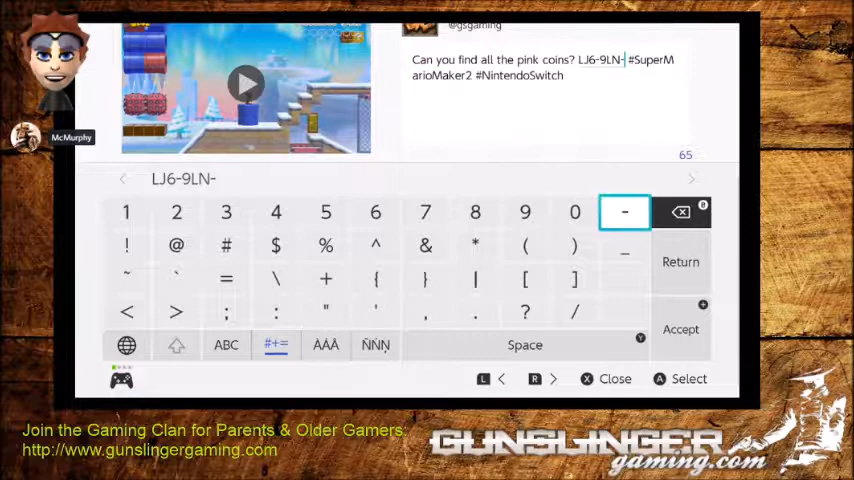 @gsgaming
Can you find all the pink coins? LJ6-9LN- #SuperM
arioMaker2 #NintendoSwitch
McMurphy
65
LJ6-9LN-
1 2 3 4 5 6 7 8 9 0 -
! @ # $ % ^ & * ( ) _
~ ` = \ + { } | [ ]
< > ; : " ' , . ? /
B
Return
+
Accept
ABC #+= ÀÁÂ ÑŃŅ Space Y
L < R > X Close A Select
Join the Gaming Clan for Parents & Older Gamers:
http://www.gunslingergaming.com
GUNSLINGER
gaming.com